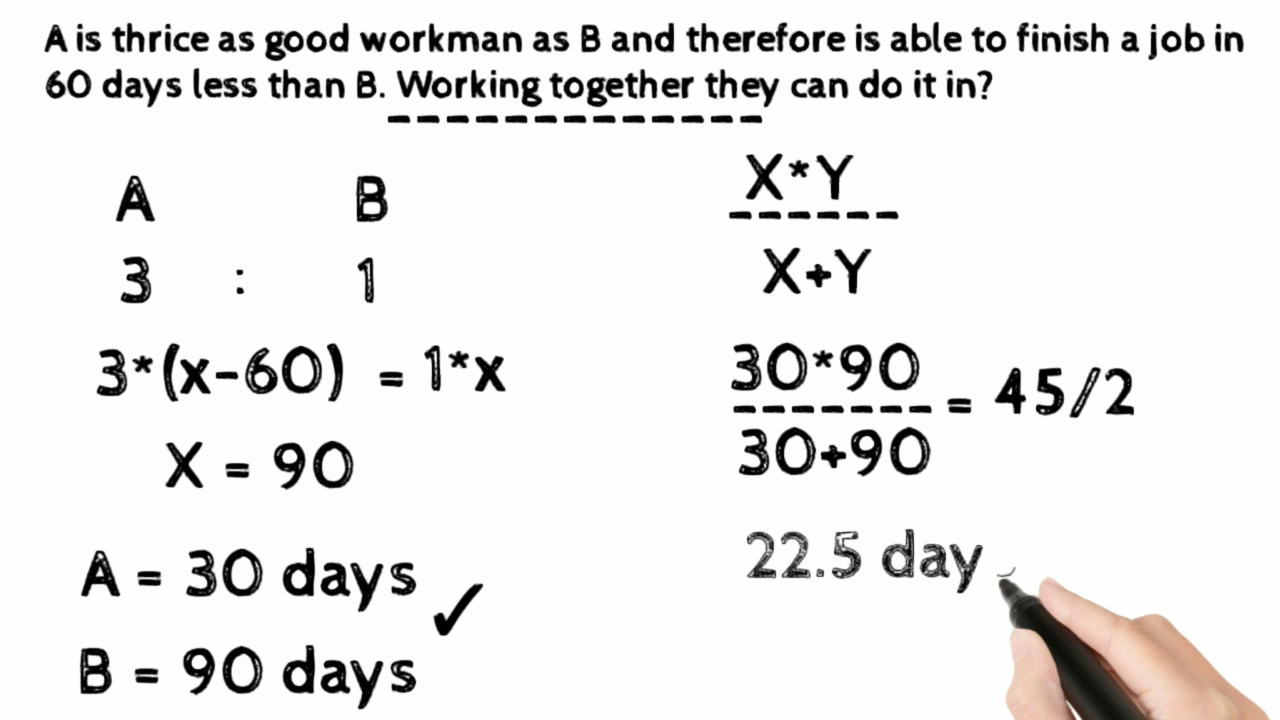 A is thrice as good workman as B and therefore is able to finish a job in
60 days less than B. Working together they can do it in?
A B
3 : 1
3*(x-60) = 1*x
X = 90
A = 30 days ✓
B = 90 days
X*Y
------
X+Y
30*90
------- = 45/2
30+90
22.5 day